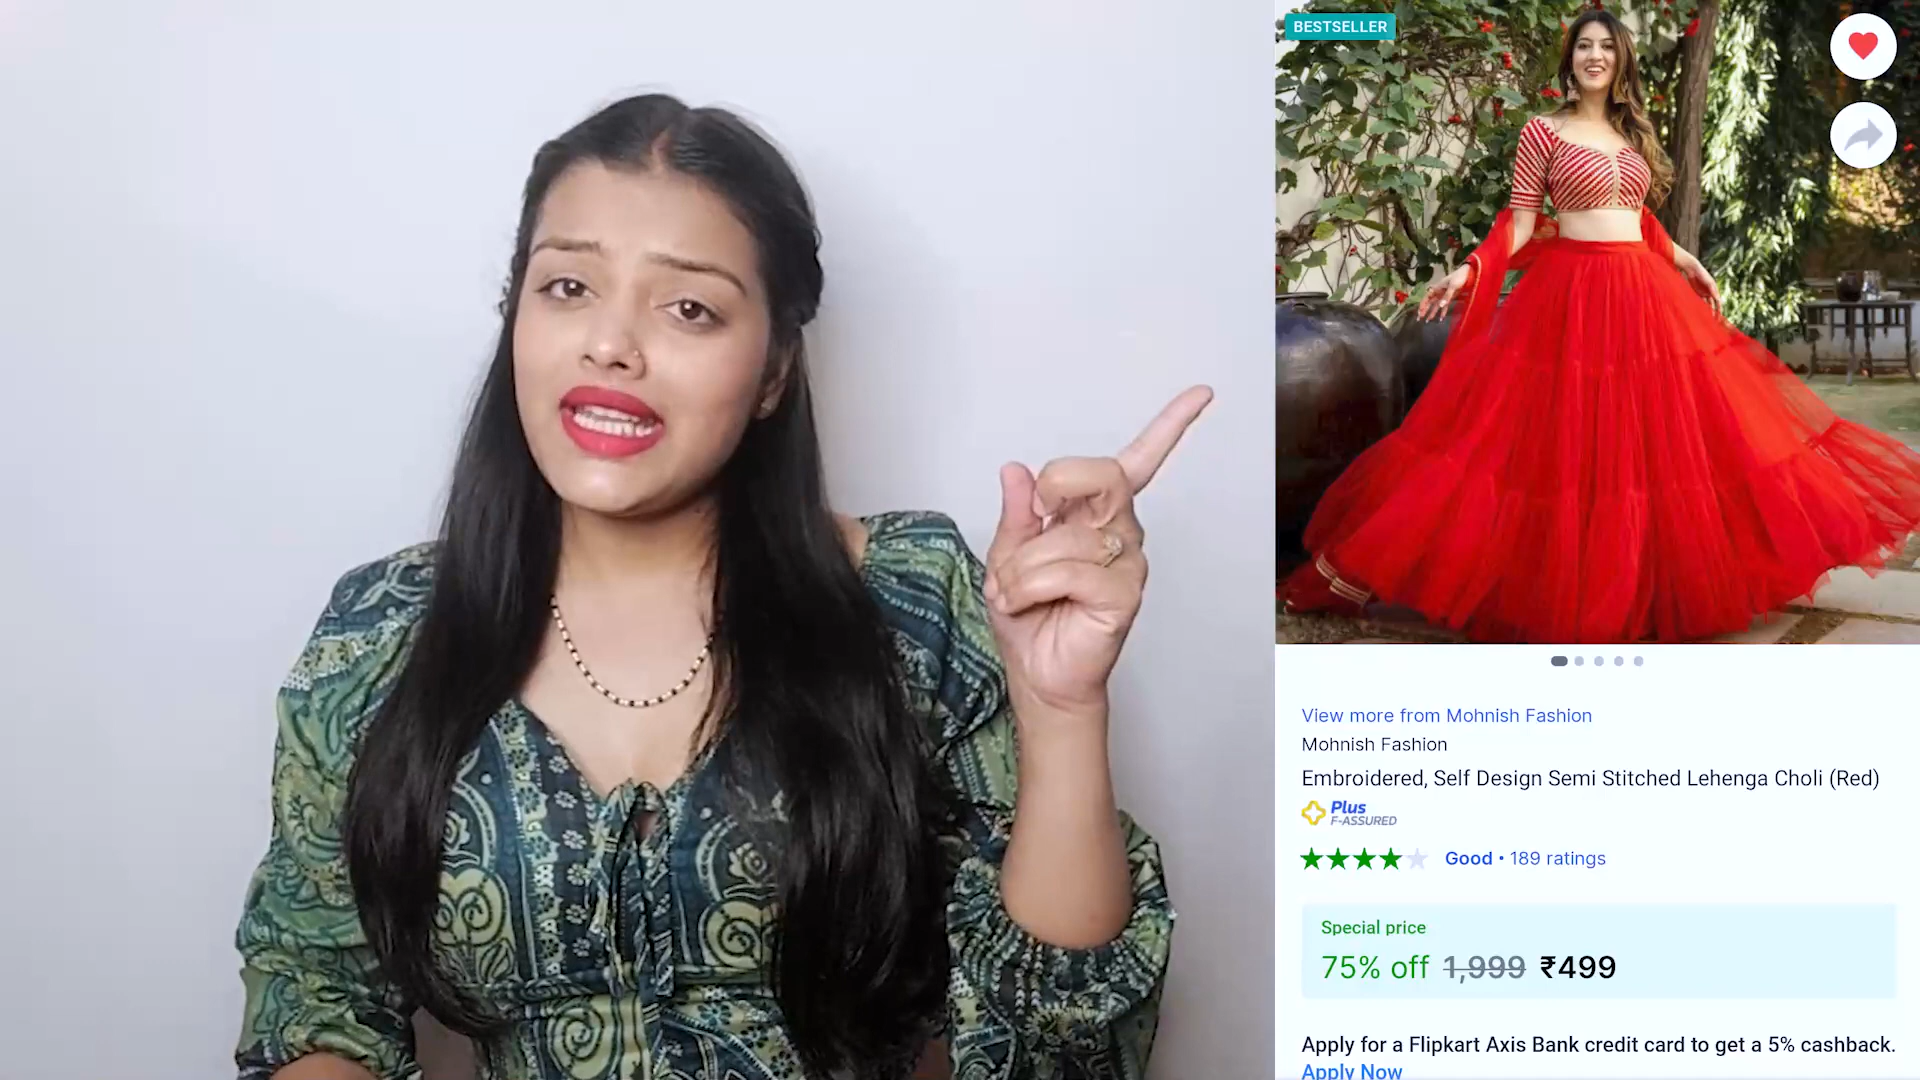 BESTSELLER
View more from Mohnish Fashion
Mohnish Fashion
Embroidered, Self Design Semi Stitched Lehenga Choli (Red)
Plus
F-ASSURED
Good • 189 ratings
Special price
75% off 1,999 ₹499
Apply for a Flipkart Axis Bank credit card to get a 5% cashback.
Apply Now